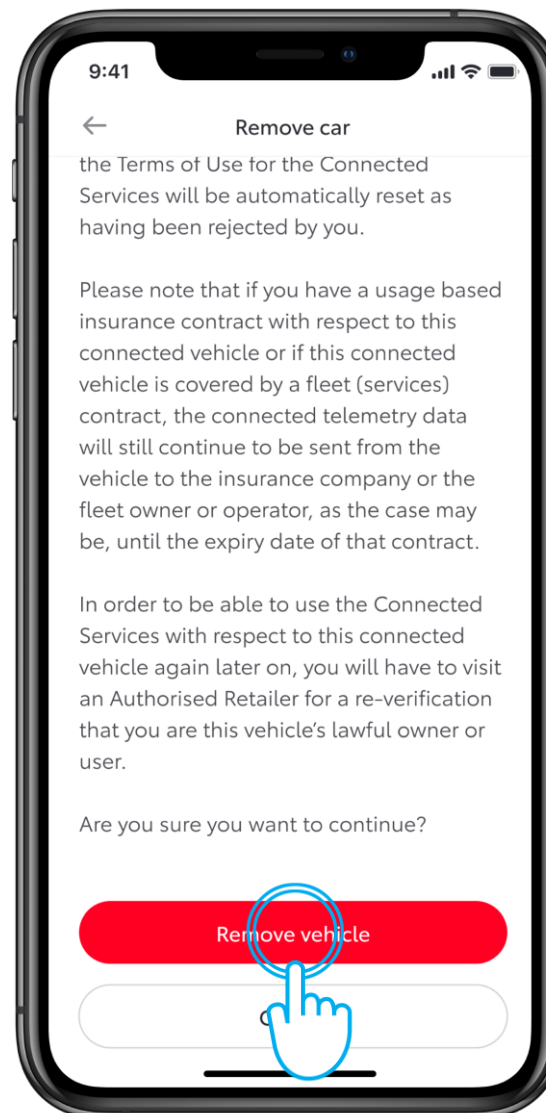 9:41
Remove car
the Terms of Use for the Connected
Services will be automatically reset as
having been rejected by you.
Please note that if you have a usage based
insurance contract with respect to this
connected vehicle or if this connected
vehicle is covered by a fleet (services)
contract, the connected telemetry data
will still continue to be sent from the
vehicle to the insurance company or the
fleet owner or operator, as the case may
be, until the expiry date of that contract.
In order to be able to use the Connected
Services with respect to this connected
vehicle again later on, you will have to visit
an Authorised Retailer for a re-verification
that you are this vehicle’s lawful owner or
user.
Are you sure you want to continue?
Remove vehicle